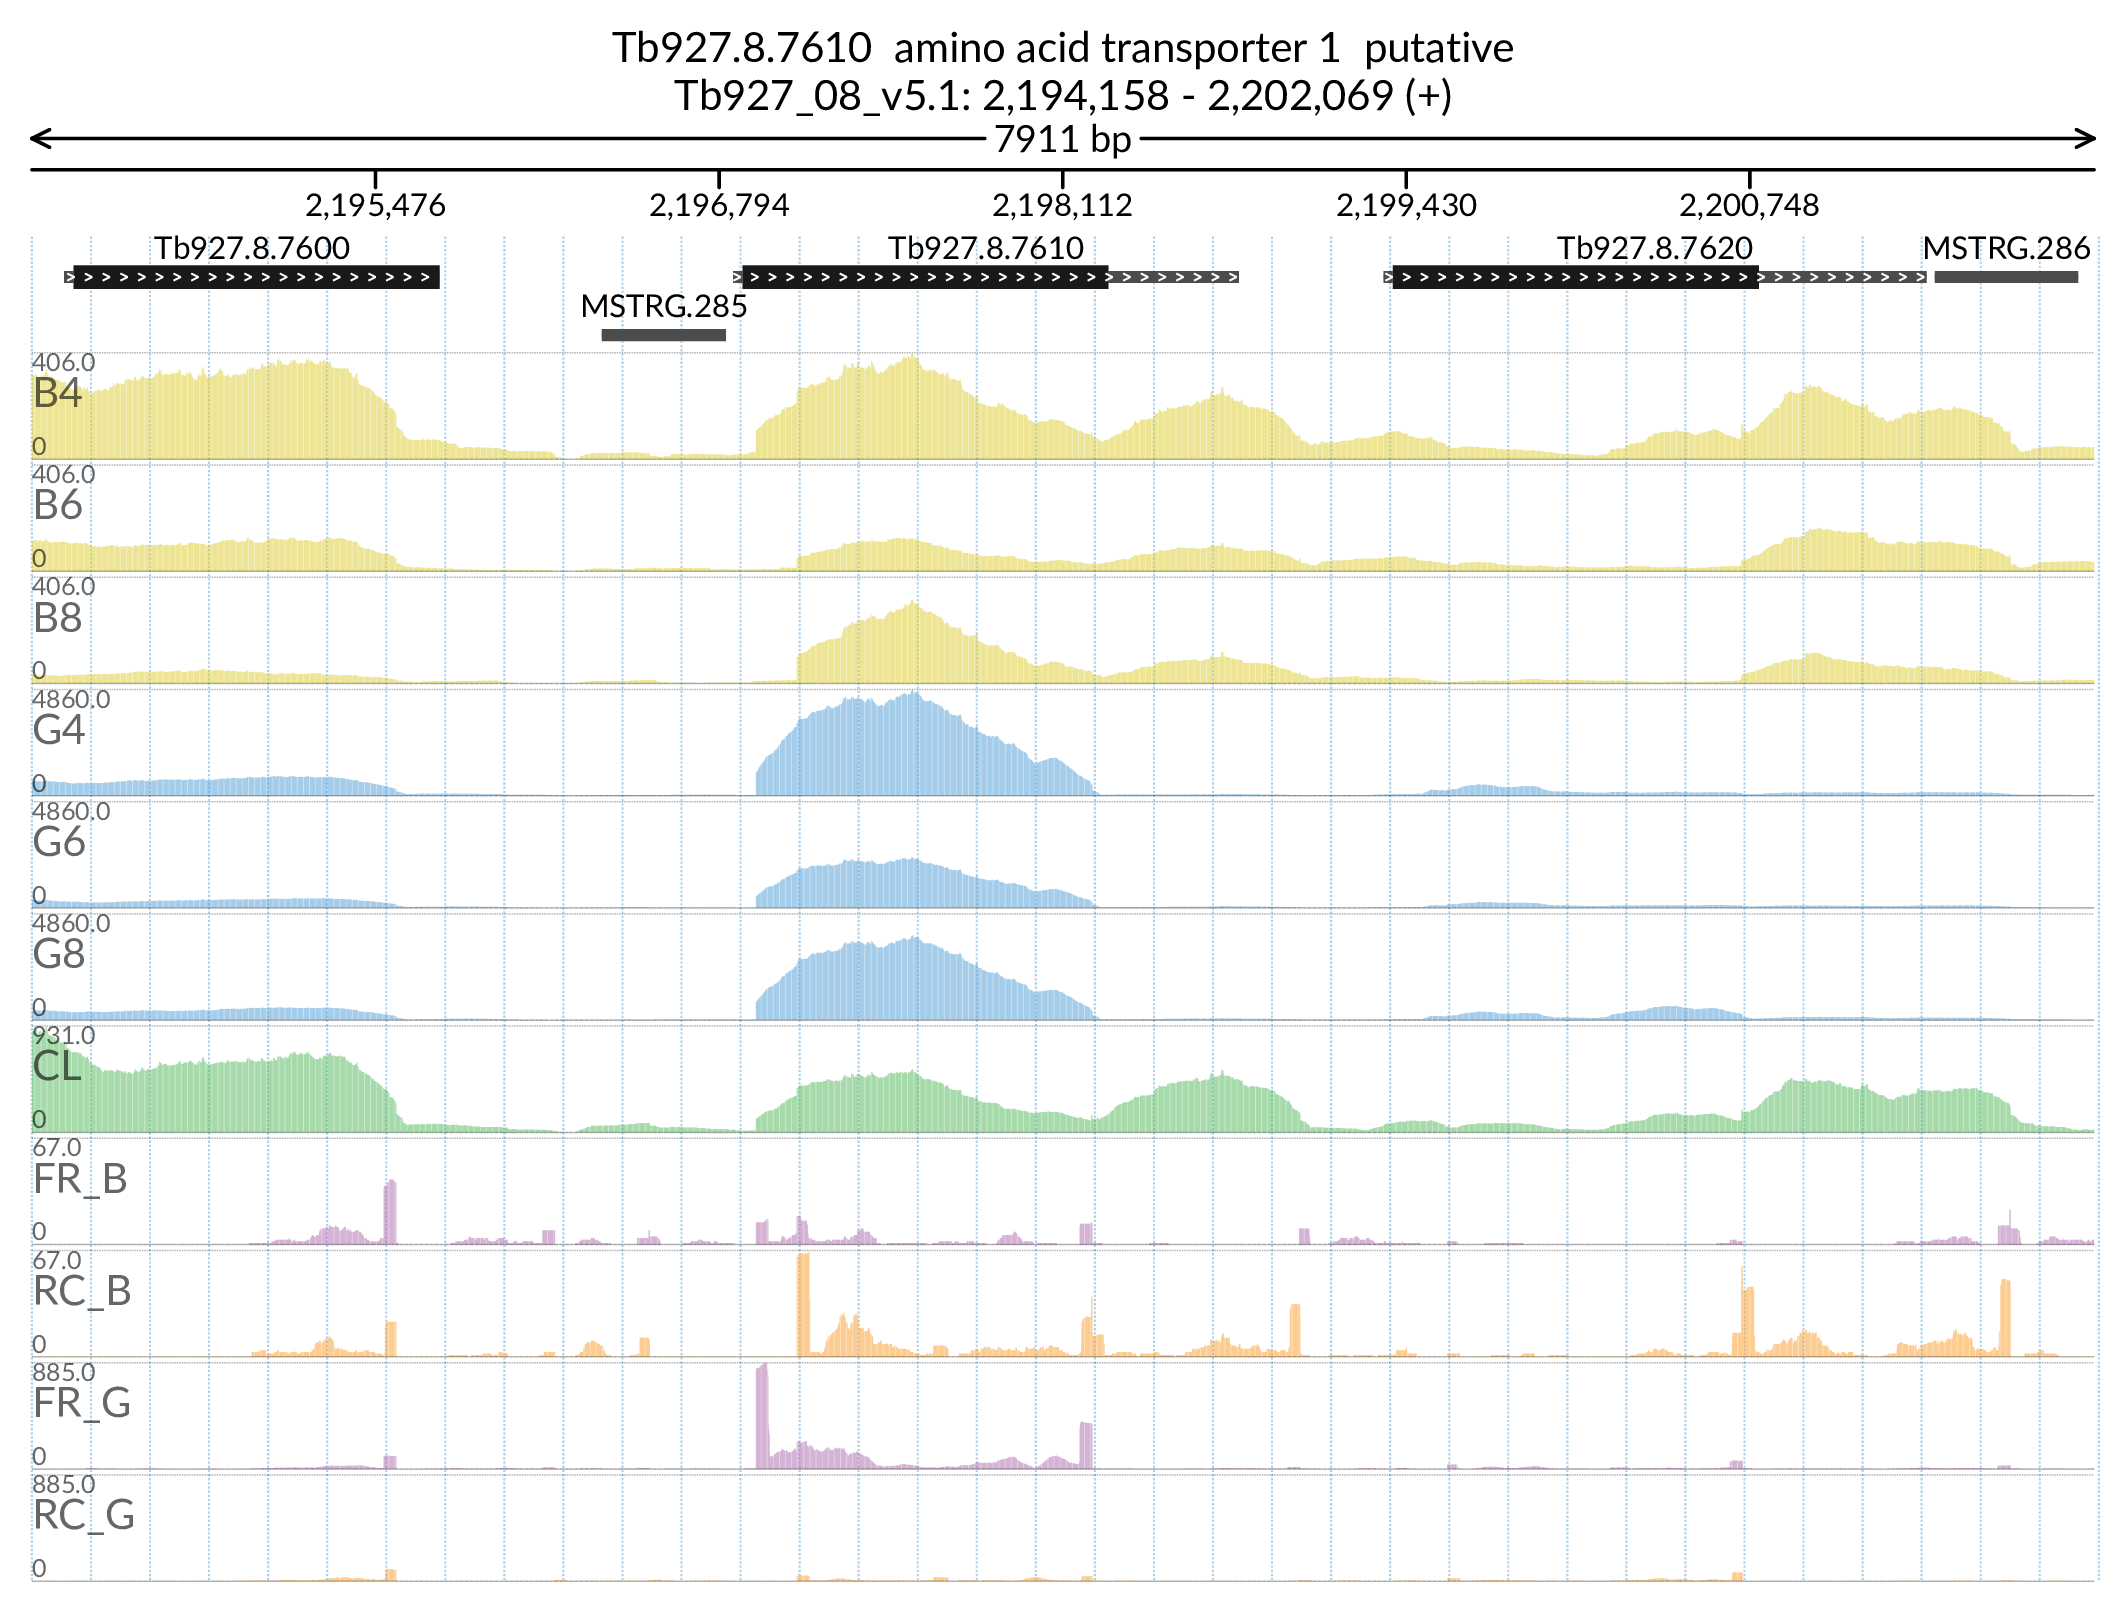 Tb927.8.7610 amino acid transporter 1 putative
Tb927_08_v5.1: 2,194,158 - 2,202,069 (+)
7911 bp
2,195,476 2,196,794 2,198,112 2,199,430 2,200,748
Tb927.8.7600 Tb927.8.7610 Tb927.8.7620 MSTRG.286
MSTRG.285
406.0
B4
0
406.0
B6
0
406.0
B8
0
4860.0
G4
0
4860.0
G6
0
4860.0
G8
0
931.0
CL
0
67.0
FR_B
0
67.0
RC_B
0
885.0
FR_G
0
885.0
RC_G
0